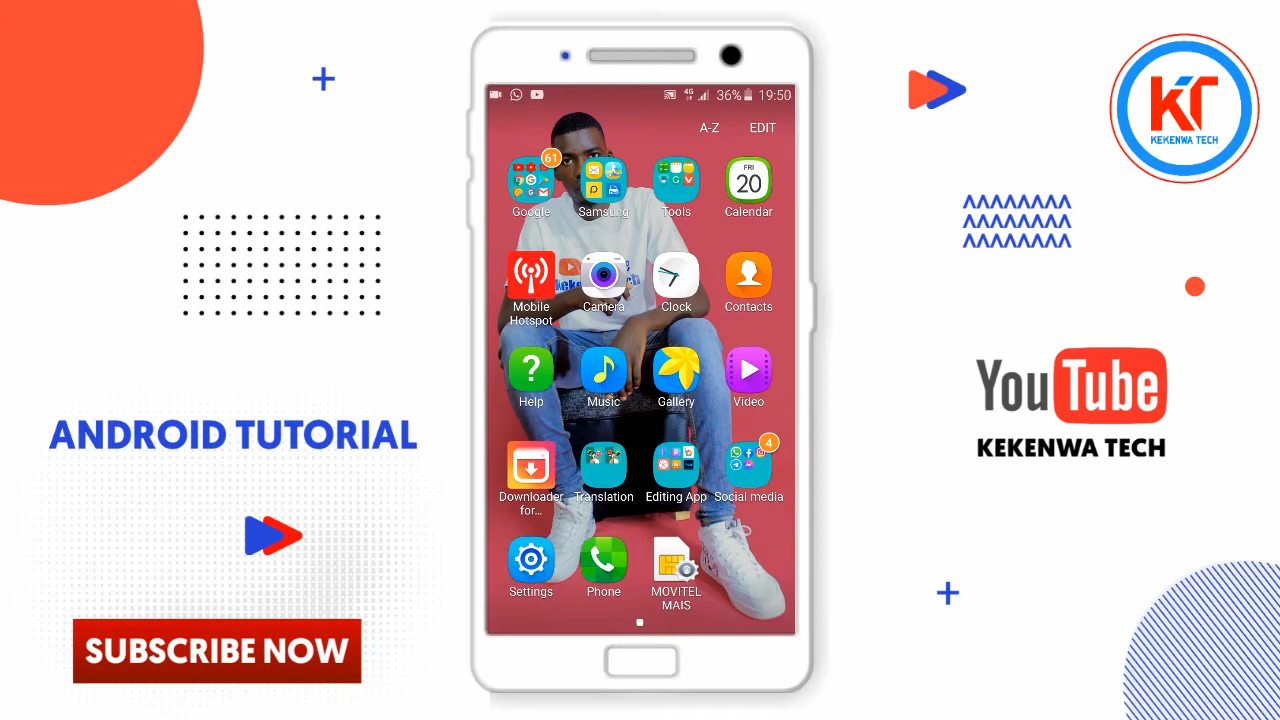 36% 19:50
A-Z EDIT
61
FRI
20
Google Samsung Tools Calendar
Mobile
Hotspot
Camera Clock Contacts
Help Music Gallery Video
4
Downloader
for...
Translation Editing App Social media
Settings Phone MOVITEL
MAIS
ANDROID TUTORIAL
SUBSCRIBE NOW
KT
KEKENWA TECH
YouTube
KEKENWA TECH